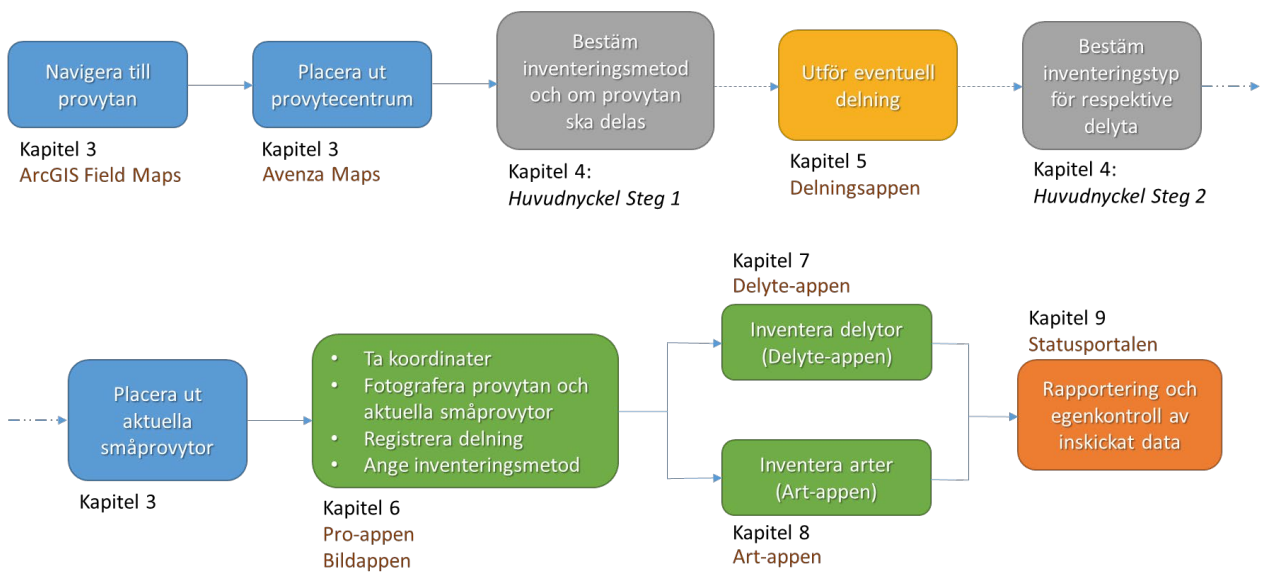 Navigera till
provytan
Kapitel 3
ArcGIS Field Maps
Placera ut
provytecentrum
Kapitel 3
Avenza Maps
Bestäm
inventeringsmetod
och om provytan
ska delas
Kapitel 4:
Huvudnyckel Steg 1
Utför eventuell
delning
Kapitel 5
Delningsappen
Bestäm
inventeringstyp
för respektive
delyta
Kapitel 4:
Huvudnyckel Steg 2
Placera ut
aktuella
småprovytor
Kapitel 3
• Ta koordinater
• Fotografera provytan och
aktuella småprovytor
• Registrera delning
• Ange inventeringsmetod
Kapitel 6
Pro-appen
Bildappen
Kapitel 7
Delyte-appen
Inventera delytor
(Delyte-appen)
Inventera arter
(Art-appen)
Kapitel 8
Art-appen
Kapitel 9
Statusportalen
Rapportering och
egenkontroll av
inskickat data